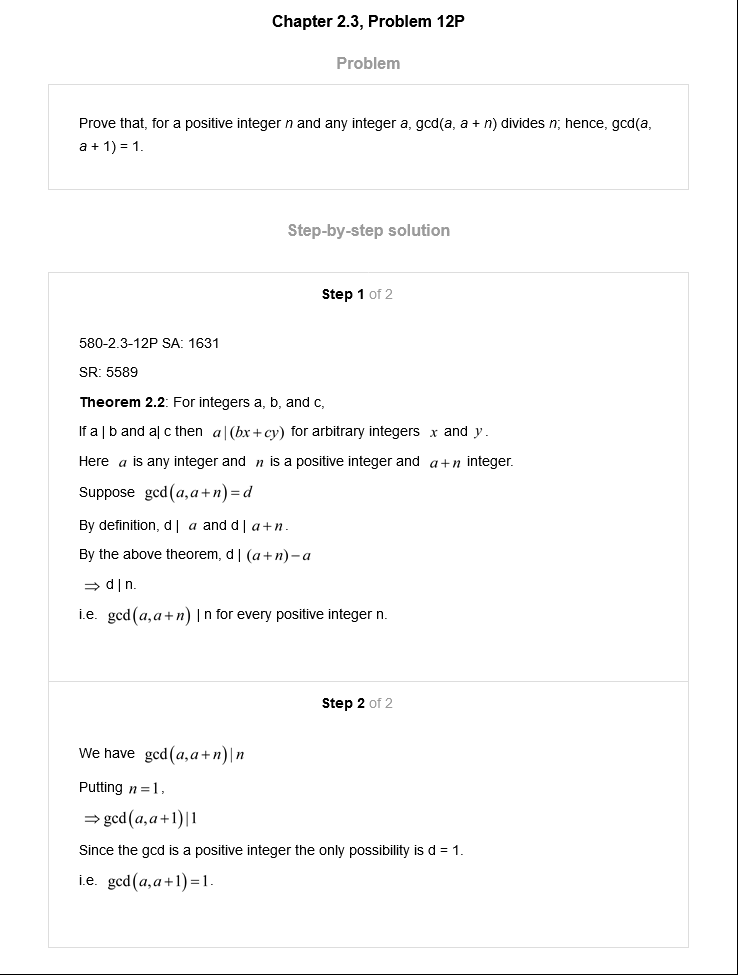 Chapter 2.3, Problem 12P
Problem
Prove that, for a positive integer n and any integer a, gcd(a, a + n) divides n; hence, gcd(a,
a + 1) = 1.
Step-by-step solution
Step 1 of 2
580-2.3-12P SA: 1631
SR: 5589
Theorem 2.2: For integers a, b, and c,
If a | b and a| c then a|(bx+cy) for arbitrary integers x and y.
Here a is any integer and n is a positive integer and a+n integer.
Suppose gcd(a,a+n)=d
By definition, d | a and d | a+n.
By the above theorem, d | (a+n)−a
⇒ d | n.
i.e. gcd(a,a+n) | n for every positive integer n.
Step 2 of 2
We have gcd(a,a+n)|n
Putting n=1,
⇒gcd(a,a+1)|1
Since the gcd is a positive integer the only possibility is d = 1.
i.e. gcd(a,a+1)=1.